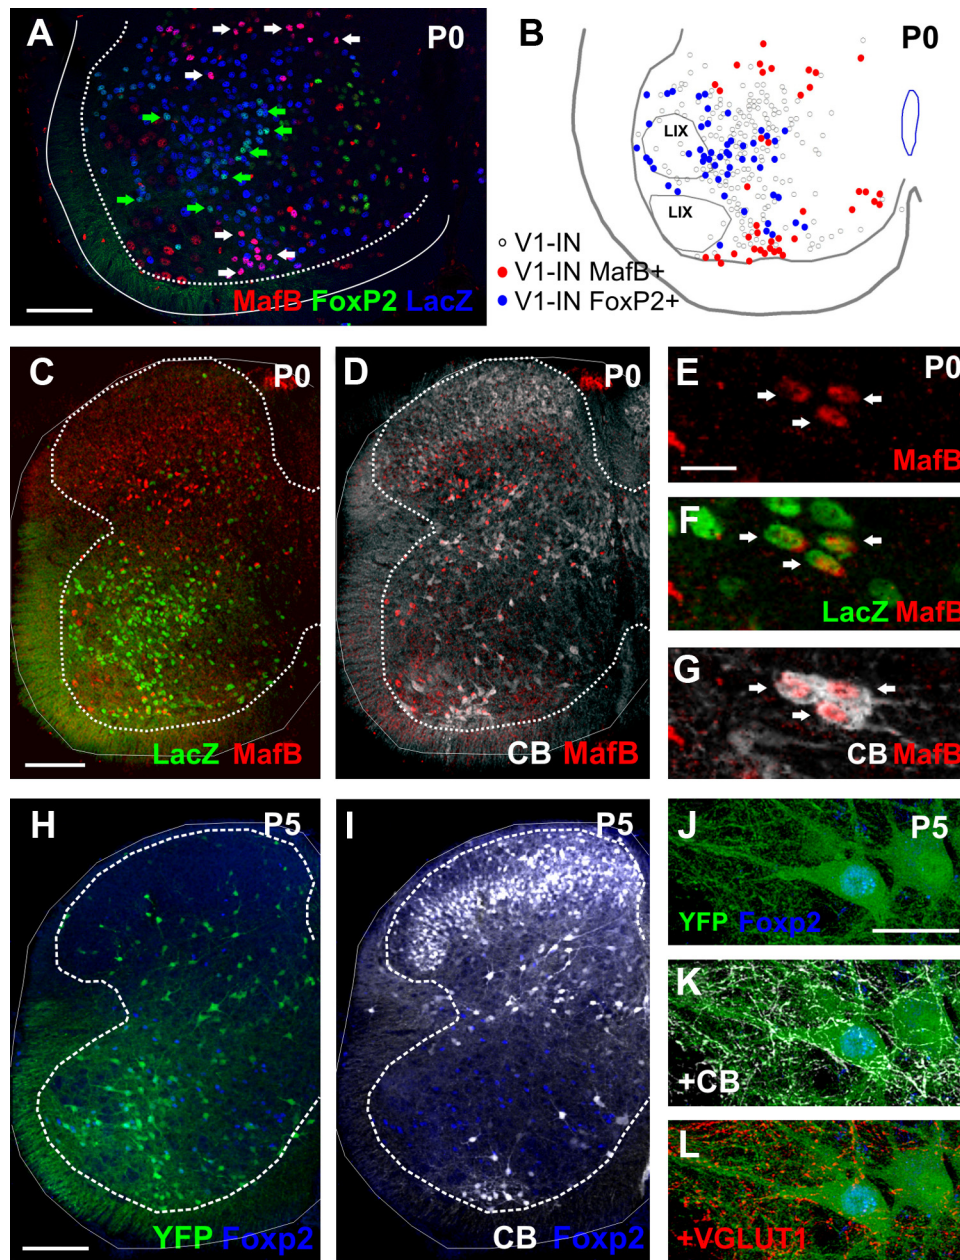 A P0
MafB FoxP2 LacZ
B P0
LIX
LIX
V1-IN
V1-IN MafB+
V1-IN FoxP2+
C P0
LacZ MafB
D P0
CB MafB
E P0
MafB
F
LacZ MafB
G
CB MafB
H P5
YFP Foxp2
I P5
CB Foxp2
J P5
YFP Foxp2
K
+CB
L
+VGLUT1